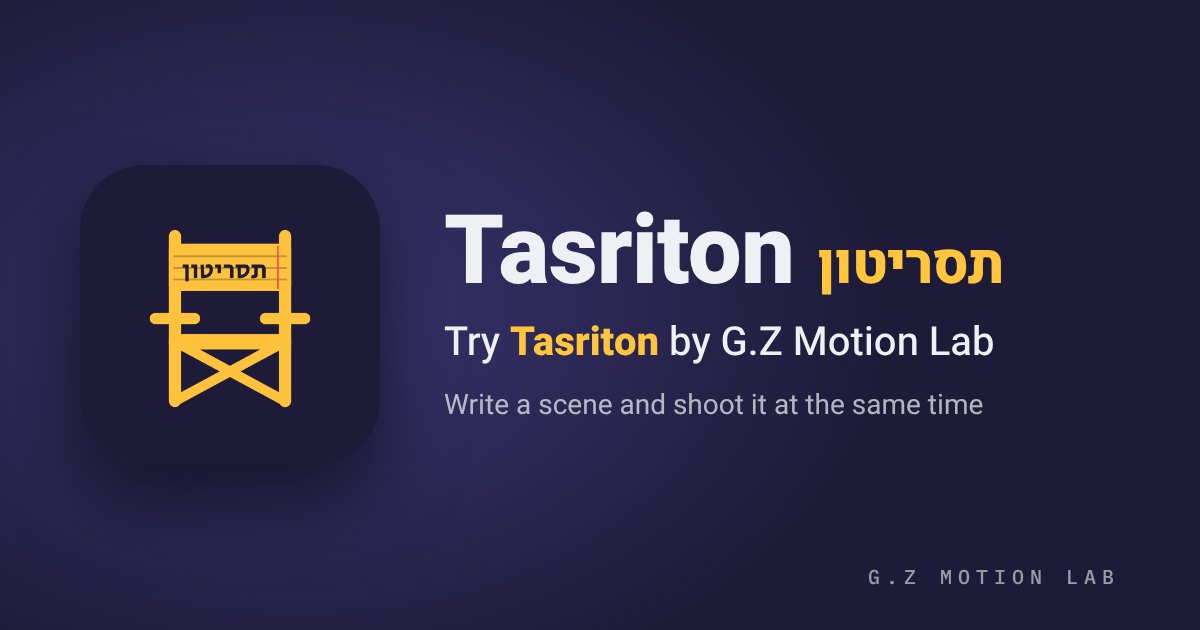 תסריטון
Tasriton תסריטון
Try Tasriton by G.Z Motion Lab
Write a scene and shoot it at the same time
G.Z MOTION LAB